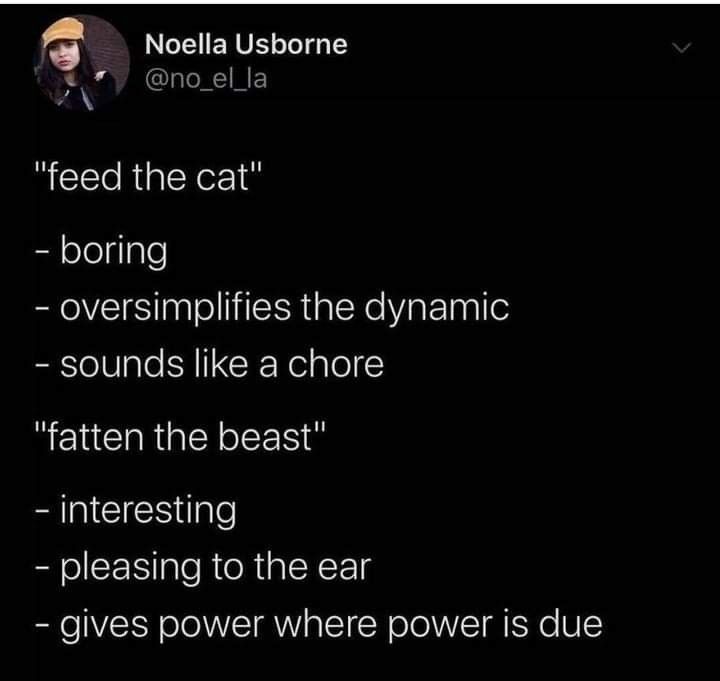 Noella Usborne
@no_el_la
"feed the cat"
- boring
- oversimplifies the dynamic
- sounds like a chore
"fatten the beast"
- interesting
- pleasing to the ear
- gives power where power is due